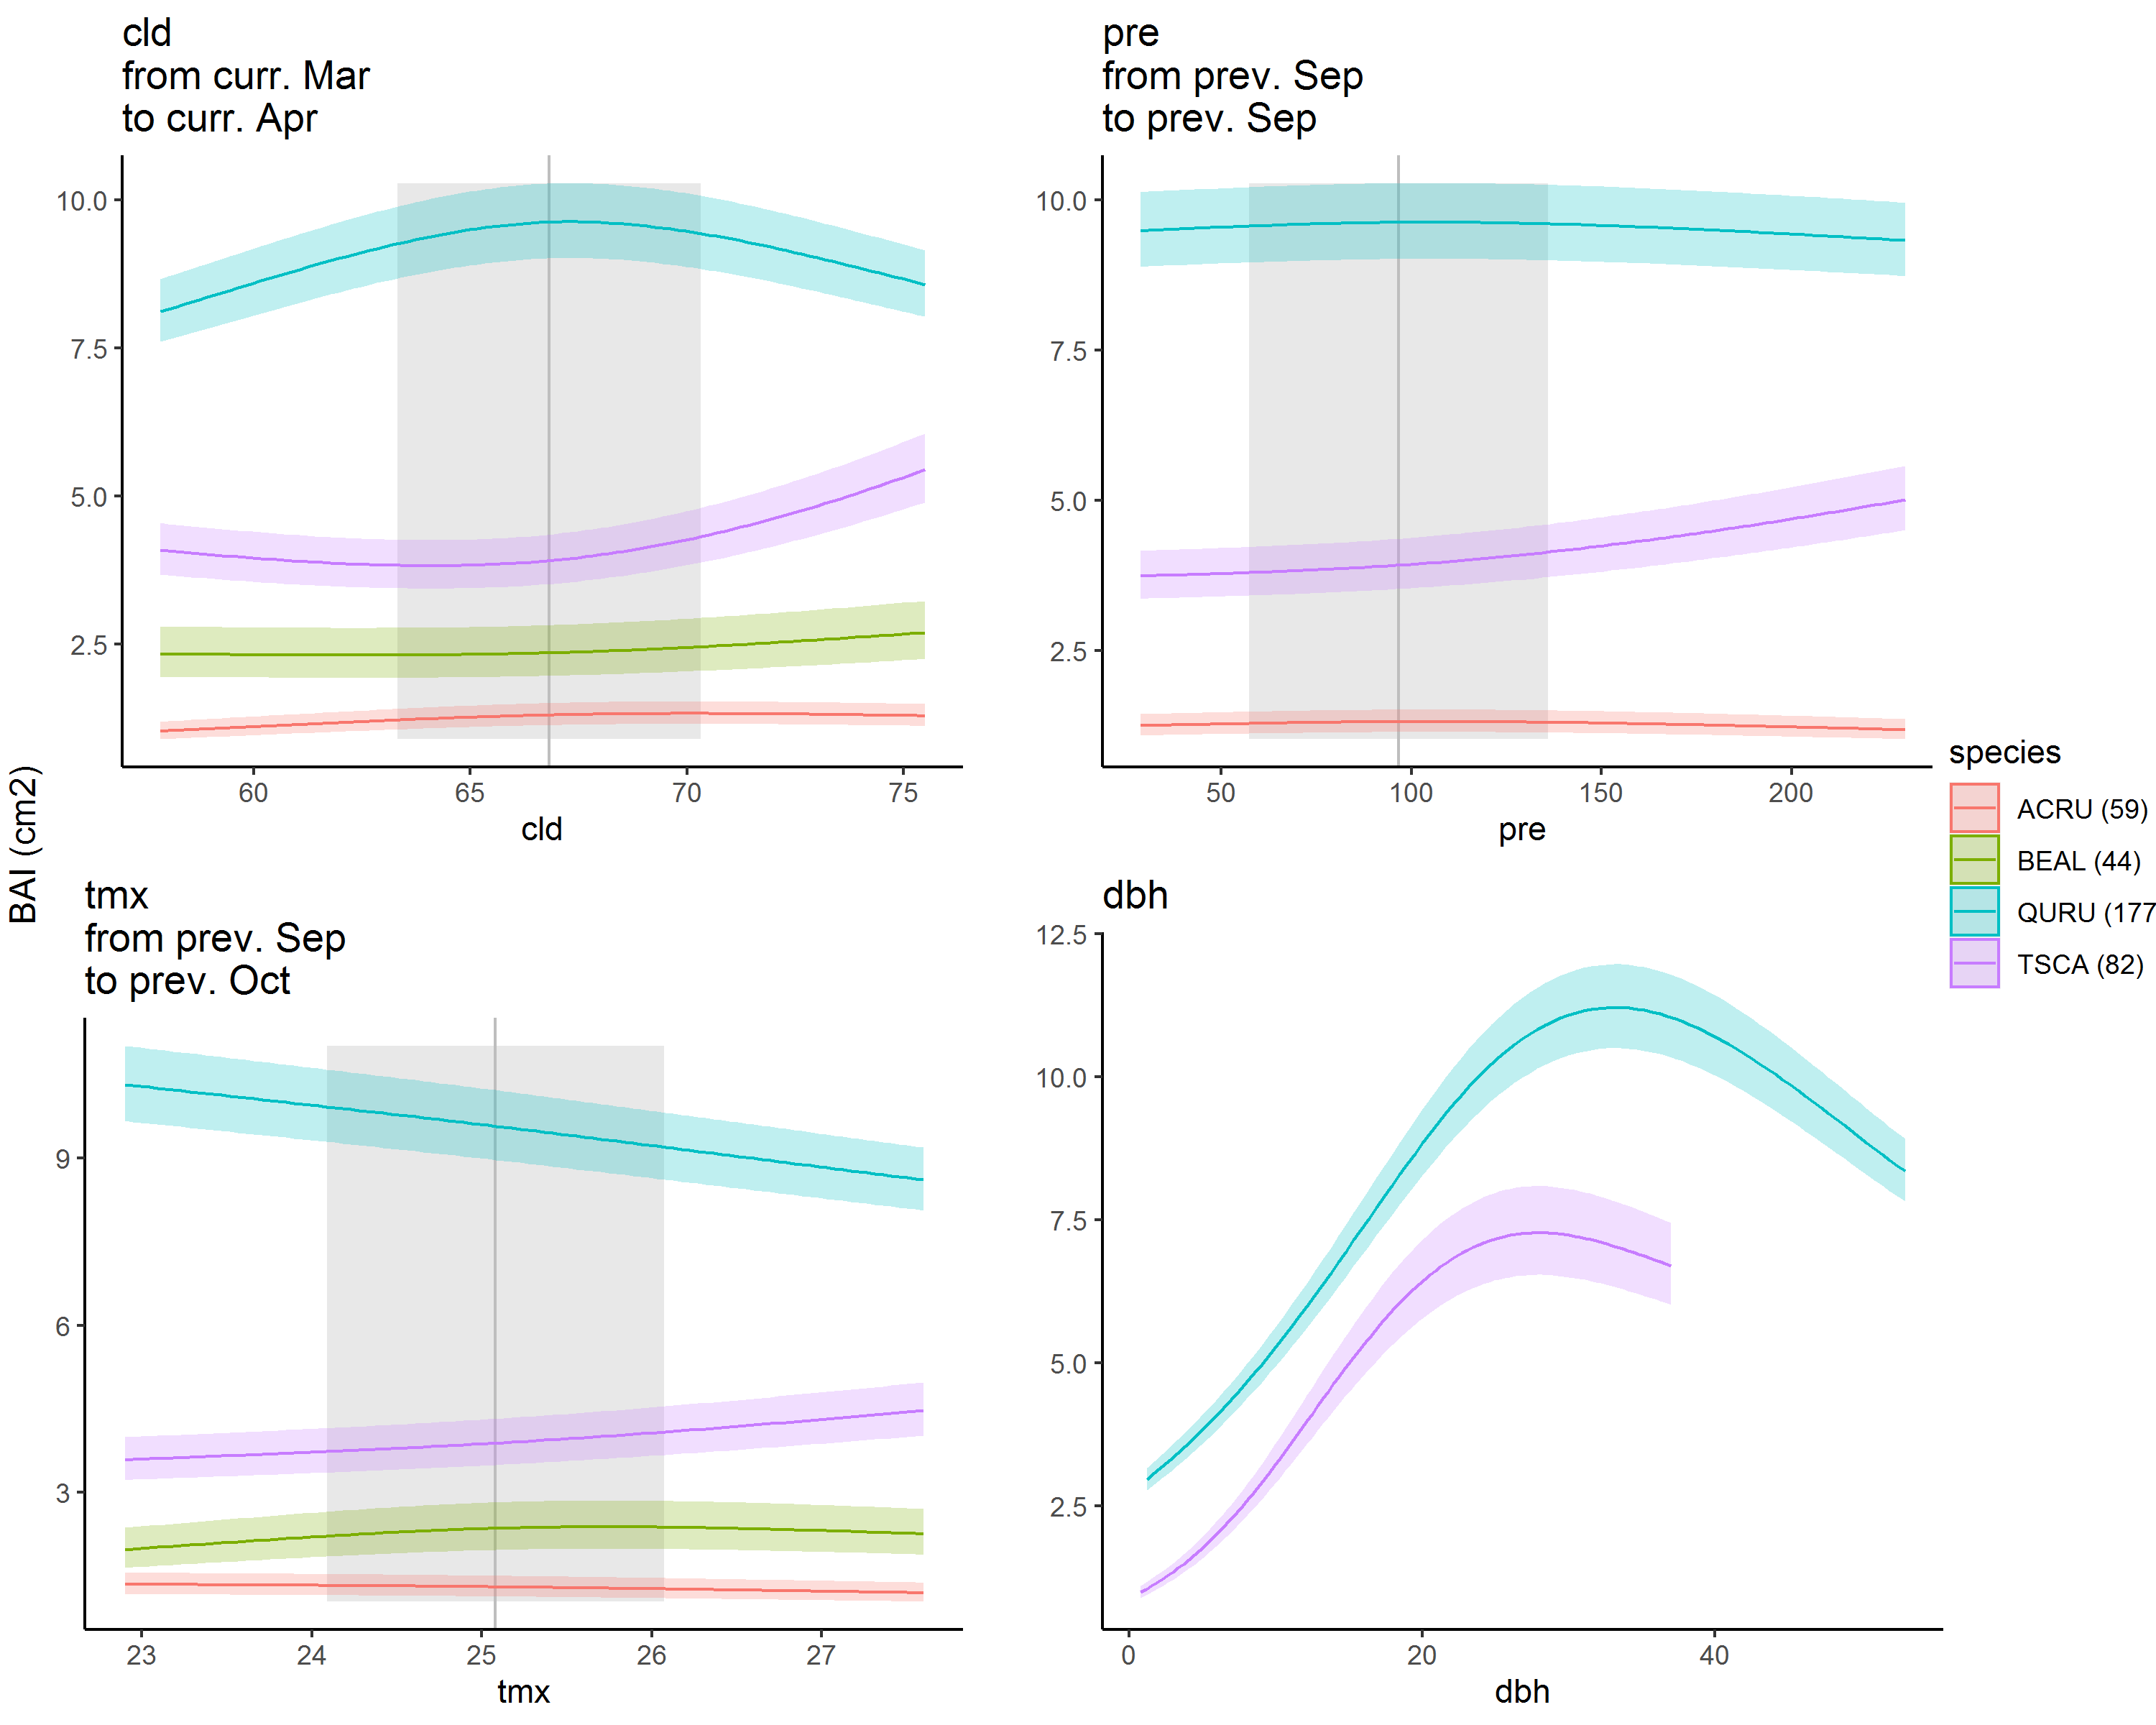 cld
from curr. Mar
to curr. Apr
10.0
7.5
5.0
2.5
60
65
70
75
cld
pre
from prev. Sep
to prev. Sep
10.0
7.5
5.0
2.5
50
100
150
200
pre
BAI (cm2)
tmx
from prev. Sep
to prev. Oct
9
6
3
23
24
25
26
27
tmx
dbh
12.5
10.0
7.5
5.0
2.5
0
20
40
dbh
species
ACRU (59)
BEAL (44)
QURU (177
TSCA (82)